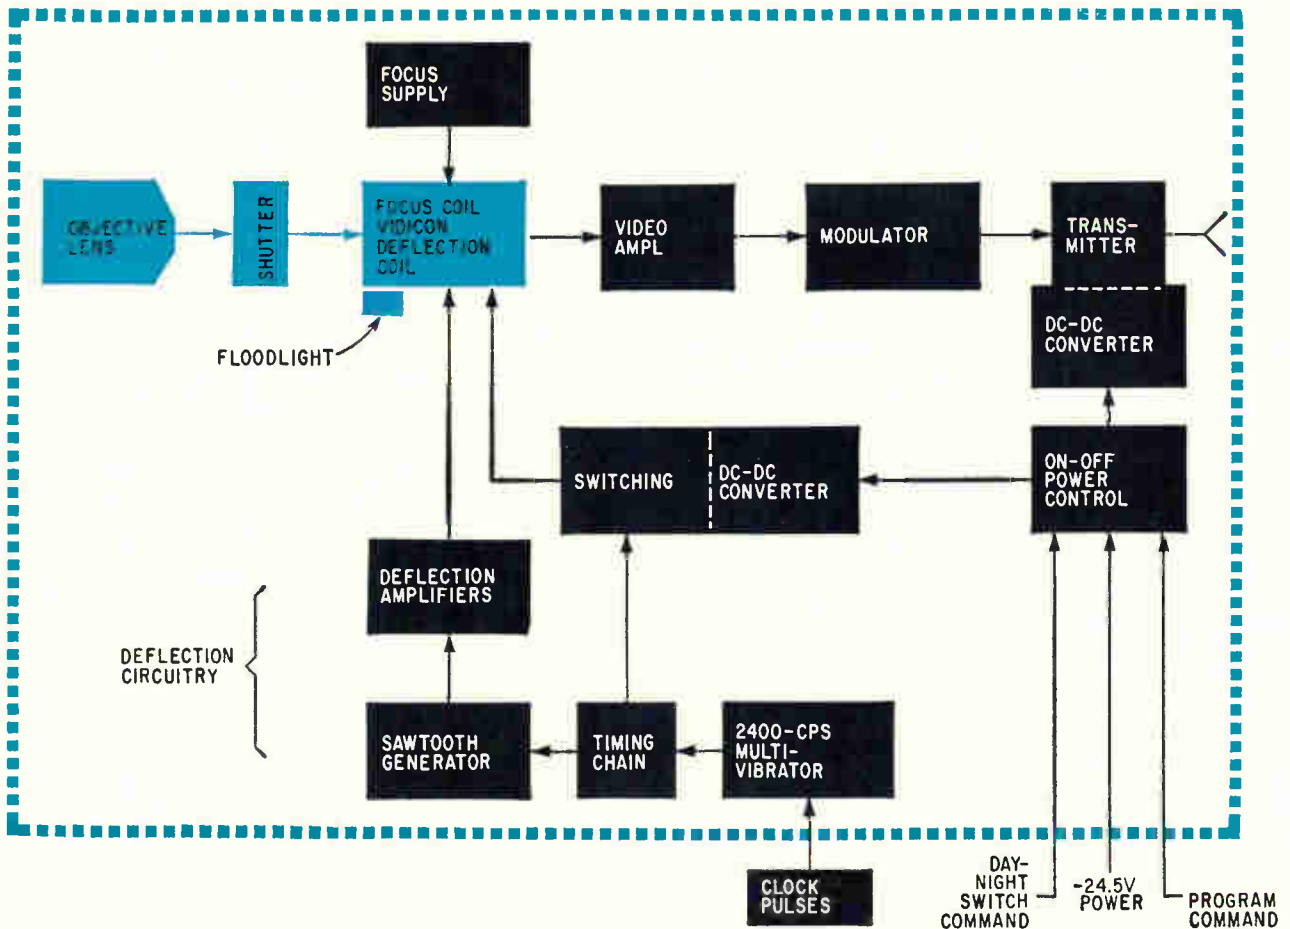 FOCUS
SUPPLY
OBJECTIVE
LENS
SHUTTER
FOCUS COIL
VIDICON
DEFLECTION
COIL
VIDEO
AMPL
MODULATOR
TRANS-
MITTER
DC-DC
CONVERTER
FLOODLIGHT
SWITCHING
DC-DC
CONVERTER
ON-OFF
POWER
CONTROL
DEFLECTION
AMPLIFIERS
DEFLECTION
CIRCUITRY
SAWTOOTH
GENERATOR
TIMING
CHAIN
2400-CPS
MULTI-
VIBRATOR
CLOCK
PULSES
DAY-
NIGHT
SWITCH
COMMAND
-24.5V
POWER
PROGRAM
COMMAND